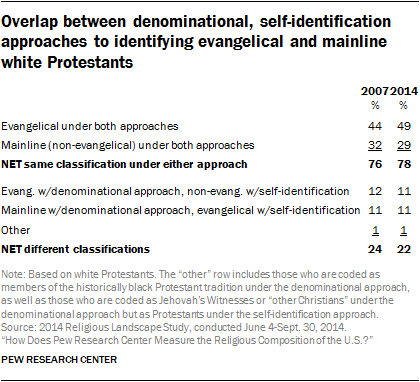 Overlap between denominational, self-identification
approaches to identifying evangelical and mainline
white Protestants
2007 2014
% %
Evangelical under both approaches 44 49
Mainline (non-evangelical) under both approaches 32 29
NET same classification under either approach 76 78
Evang. w/denominational approach, non-evang. w/self-identification 12 11
Mainline w/denominational approach, evangelical w/self-identification 11 11
Other 1 1
NET different classifications 24 22
Note: Based on white Protestants. The “other” row includes those who are coded as
members of the historically black Protestant tradition under the denominational approach,
as well as those who are coded as Jehovah’s Witnesses or “other Christians” under the
denominational approach but as Protestants under the self-identification approach.
Source: 2014 Religious Landscape Study, conducted June 4-Sept. 30, 2014.
“How Does Pew Research Center Measure the Religious Composition of the U.S.?”
PEW RESEARCH CENTER